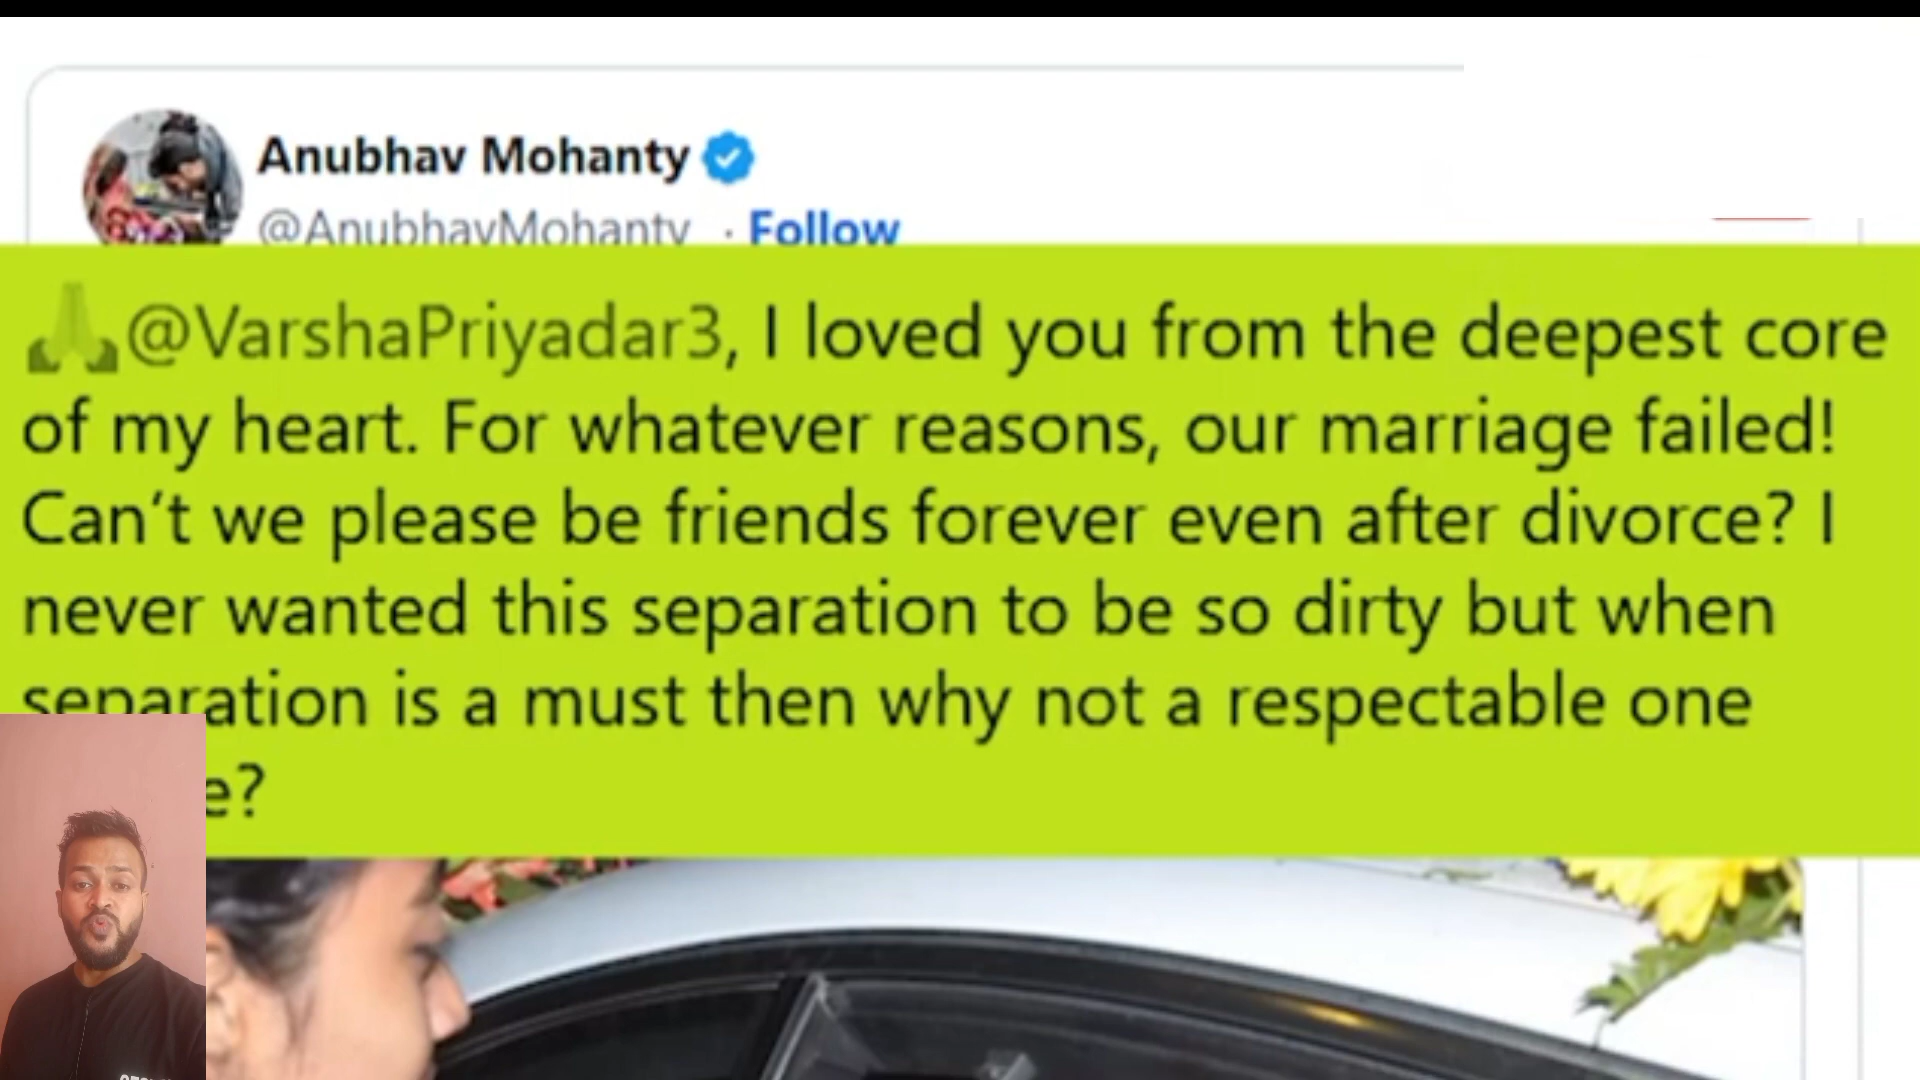 Anubhav Mohanty
@AnubhavMohanty · Follow
🙏@VarshaPriyadar3, I loved you from the deepest core
of my heart. For whatever reasons, our marriage failed!
Can’t we please be friends forever even after divorce? I
never wanted this separation to be so dirty but when
separation is a must then why not a respectable one
e?